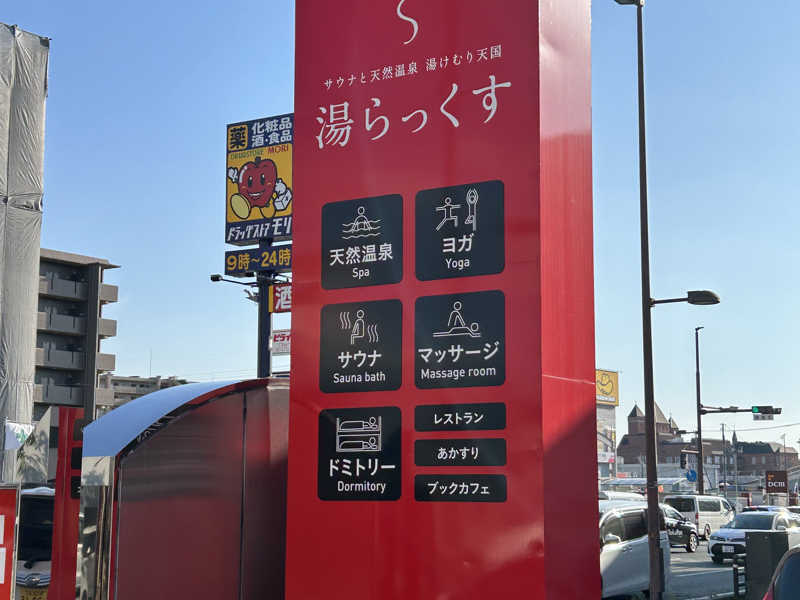 サウナと天然温泉 湯けむり天国
湯らっくす
天然温泉
Spa
ヨガ
Yoga
サウナ
Sauna bath
マッサージ
Massage room
ドミトリー
Dormitory
レストラン
あかすり
ブックカフェ
薬
化粧品
酒・食品
DRUGSTORE MORI
ドラッグストアモリ
9時〜24時
酒
DCM